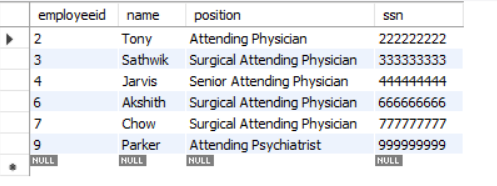 employeeid name position ssn
2 Tony Attending Physician 222222222
3 Sathwik Surgical Attending Physician 333333333
4 Jarvis Senior Attending Physician 444444444
6 Akshith Surgical Attending Physician 666666666
7 Chow Surgical Attending Physician 777777777
9 Parker Attending Psychiatrist 999999999
NULL NULL NULL NULL